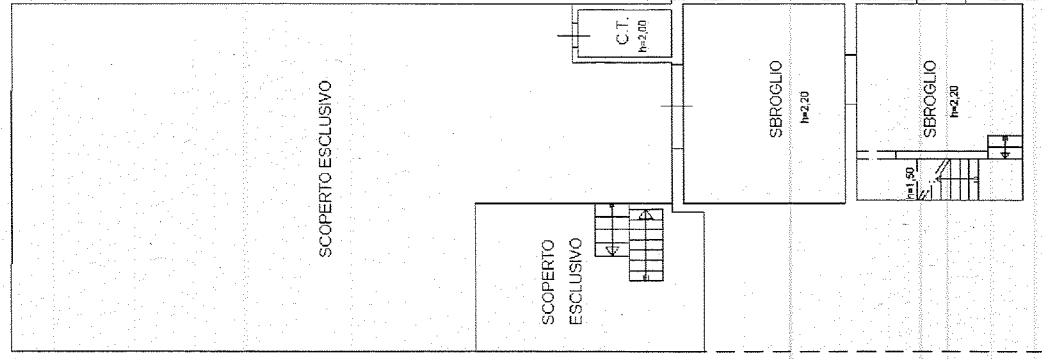 SCOPERTO ESCLUSIVO
SCOPERTO
ESCLUSIVO
C.T.
h=2,00
SBROGLIO
h=2,20
SBROGLIO
h=2,20
h=1,50